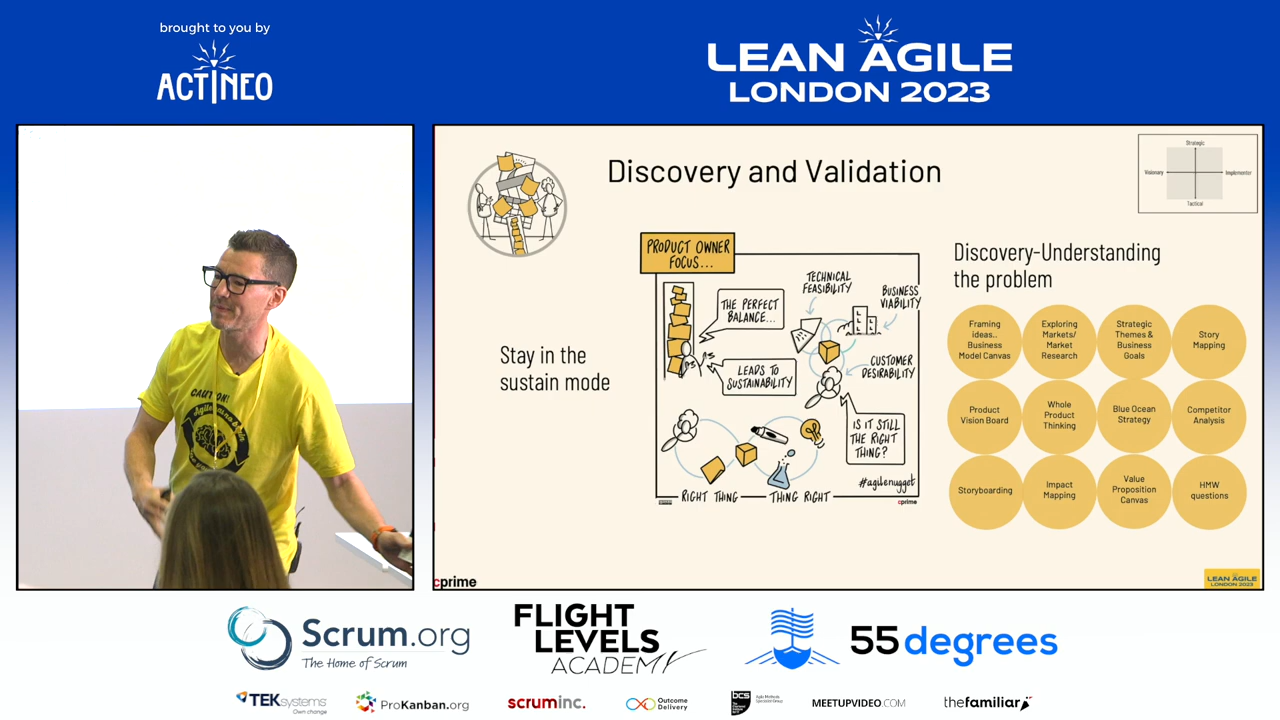 brought to you by
ACTINEO
LEAN AGILE
LONDON 2023
CAUTION!
Discovery and Validation
Strategic
Visionary
Implementer
Tactical
Stay in the
sustain mode
PRODUCT OWNER
FOCUS...
THE PERFECT
BALANCE...
LEADS TO
SUSTAINABILITY
TECHNICAL
FEASIBILITY
BUSINESS
VIABILITY
CUSTOMER
DESIRABILITY
IS IT STILL
THE RIGHT
THING?
RIGHT THING
THING RIGHT
#agilenugget
cprime
Discovery-Understanding
the problem
Framing
ideas..
Business
Model Canvas
Exploring
Markets/
Market
Research
Strategic
Themes &
Business
Goals
Story
Mapping
Product
Vision Board
Whole
Product
Thinking
Blue Ocean
Strategy
Competitor
Analysis
Storyboarding
Impact
Mapping
Value
Proposition
Canvas
HMW
questions
cprime
LEAN AGILE
LONDON 2023
Scrum.org
The Home of Scrum
FLIGHT
LEVELS
ACADEMY
55degrees
TEKsystems
Own change
ProKanban.org
scruminc.
Outcome
Delivery
bcs
MEETUPVIDEO.COM
thefamiliar